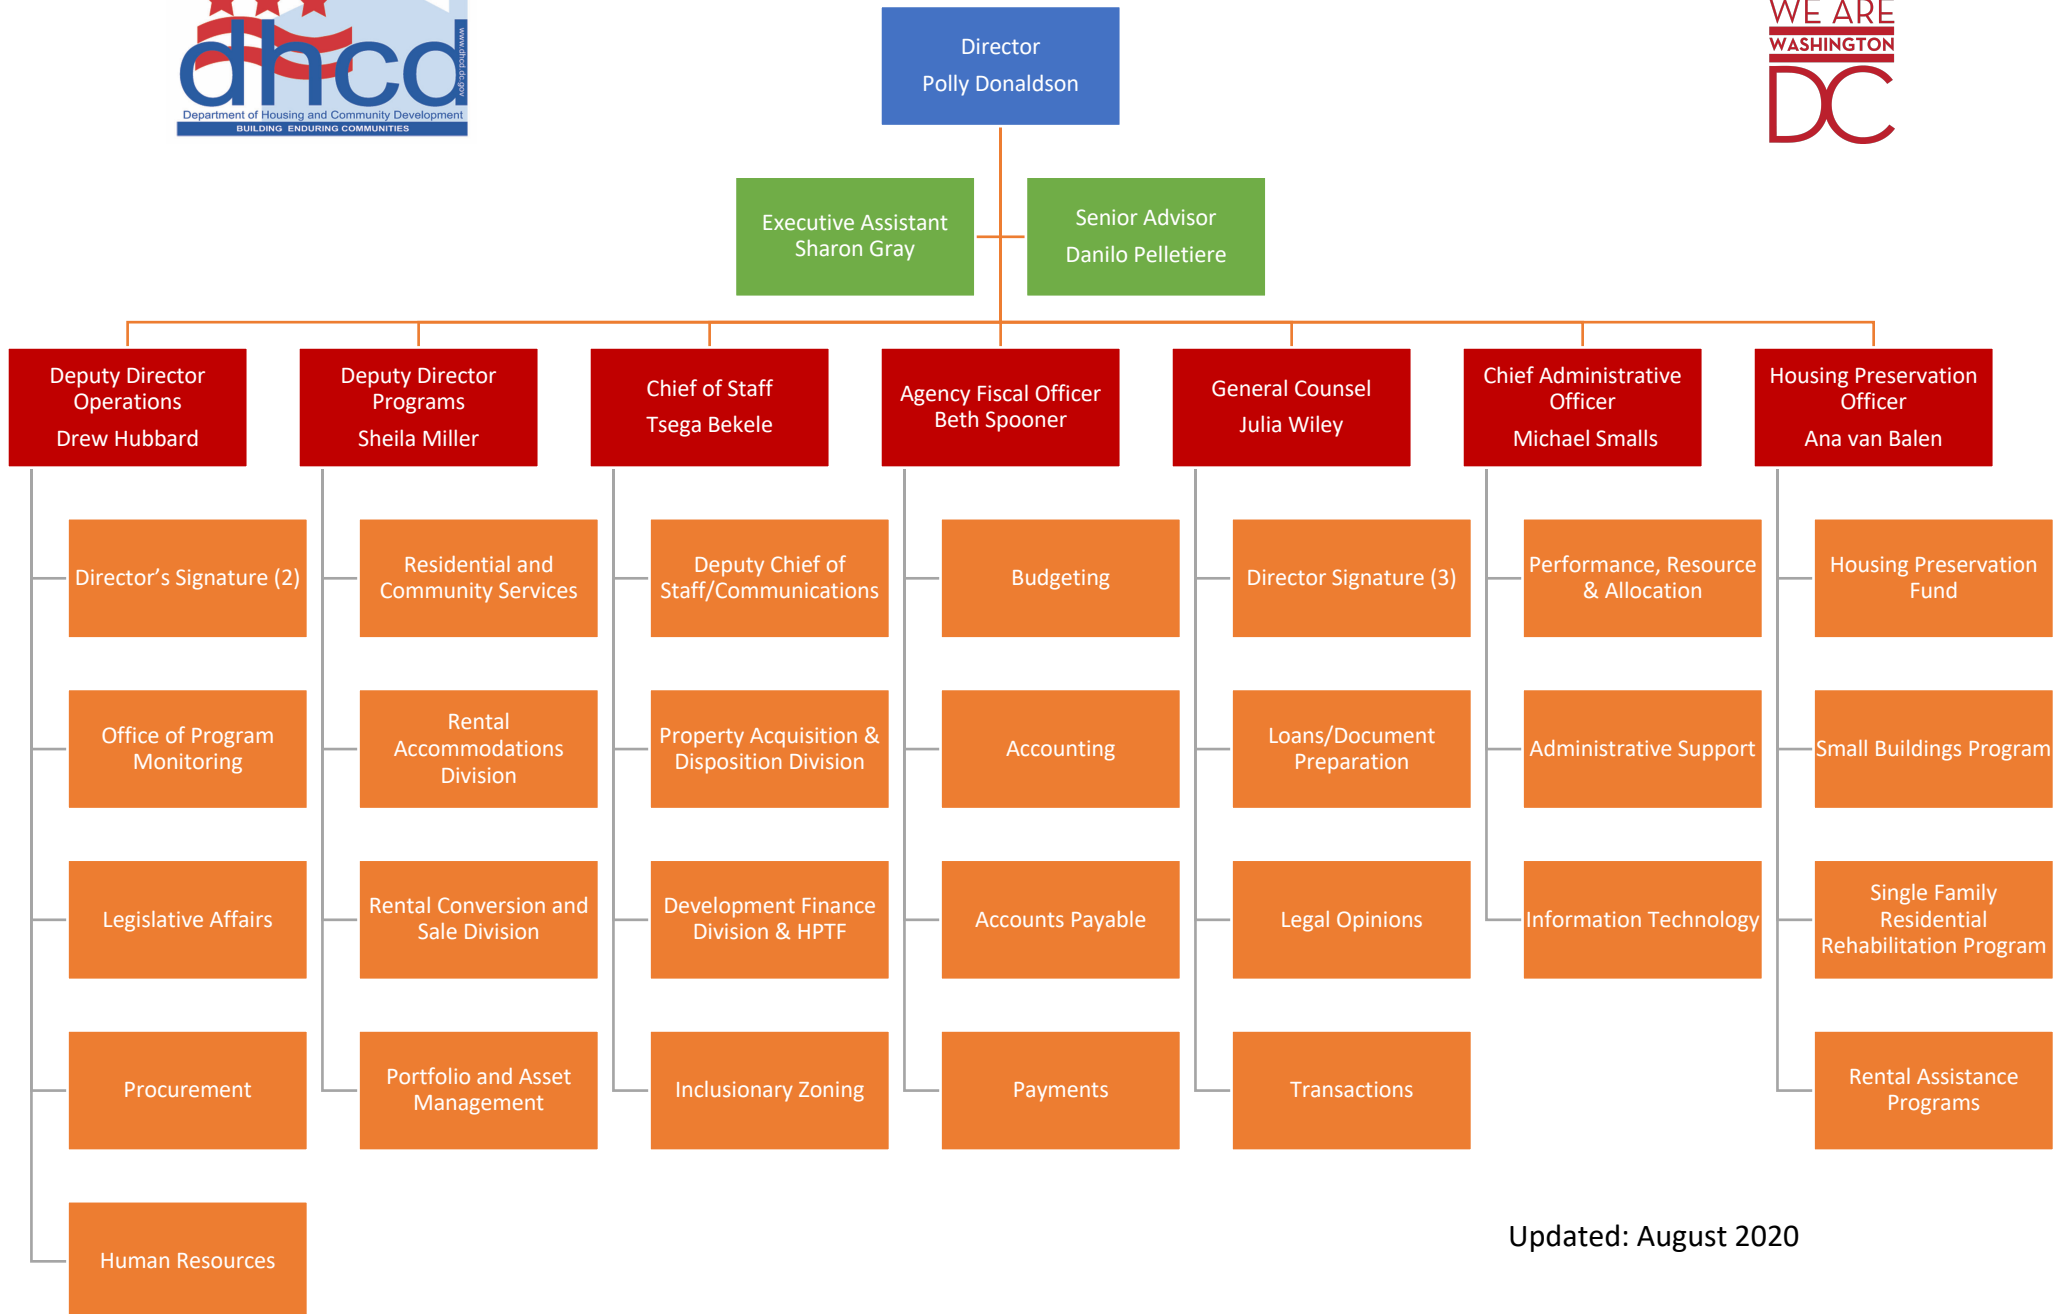 dhcd
www.dhcd.dc.gov
Department of Housing and Community Development
BUILDING ENDURING COMMUNITIES
WE ARE
WASHINGTON
DC
Director
Polly Donaldson
Executive Assistant
Sharon Gray
Senior Advisor
Danilo Pelletiere
Deputy Director
Operations
Drew Hubbard
Deputy Director
Programs
Sheila Miller
Chief of Staff
Tsega Bekele
Agency Fiscal Officer
Beth Spooner
General Counsel
Julia Wiley
Chief Administrative
Officer
Michael Smalls
Housing Preservation
Officer
Ana van Balen
Director’s Signature (2)
Office of Program
Monitoring
Legislative Affairs
Procurement
Human Resources
Residential and
Community Services
Rental
Accommodations
Division
Rental Conversion and
Sale Division
Portfolio and Asset
Management
Deputy Chief of
Staff/Communications
Property Acquisition &
Disposition Division
Development Finance
Division & HPTF
Inclusionary Zoning
Budgeting
Accounting
Accounts Payable
Payments
Director Signature (3)
Loans/Document
Preparation
Legal Opinions
Transactions
Performance, Resource
& Allocation
Administrative Support
Information Technology
Housing Preservation
Fund
Small Buildings Program
Single Family
Residential
Rehabilitation Program
Rental Assistance
Programs
Updated: August 2020